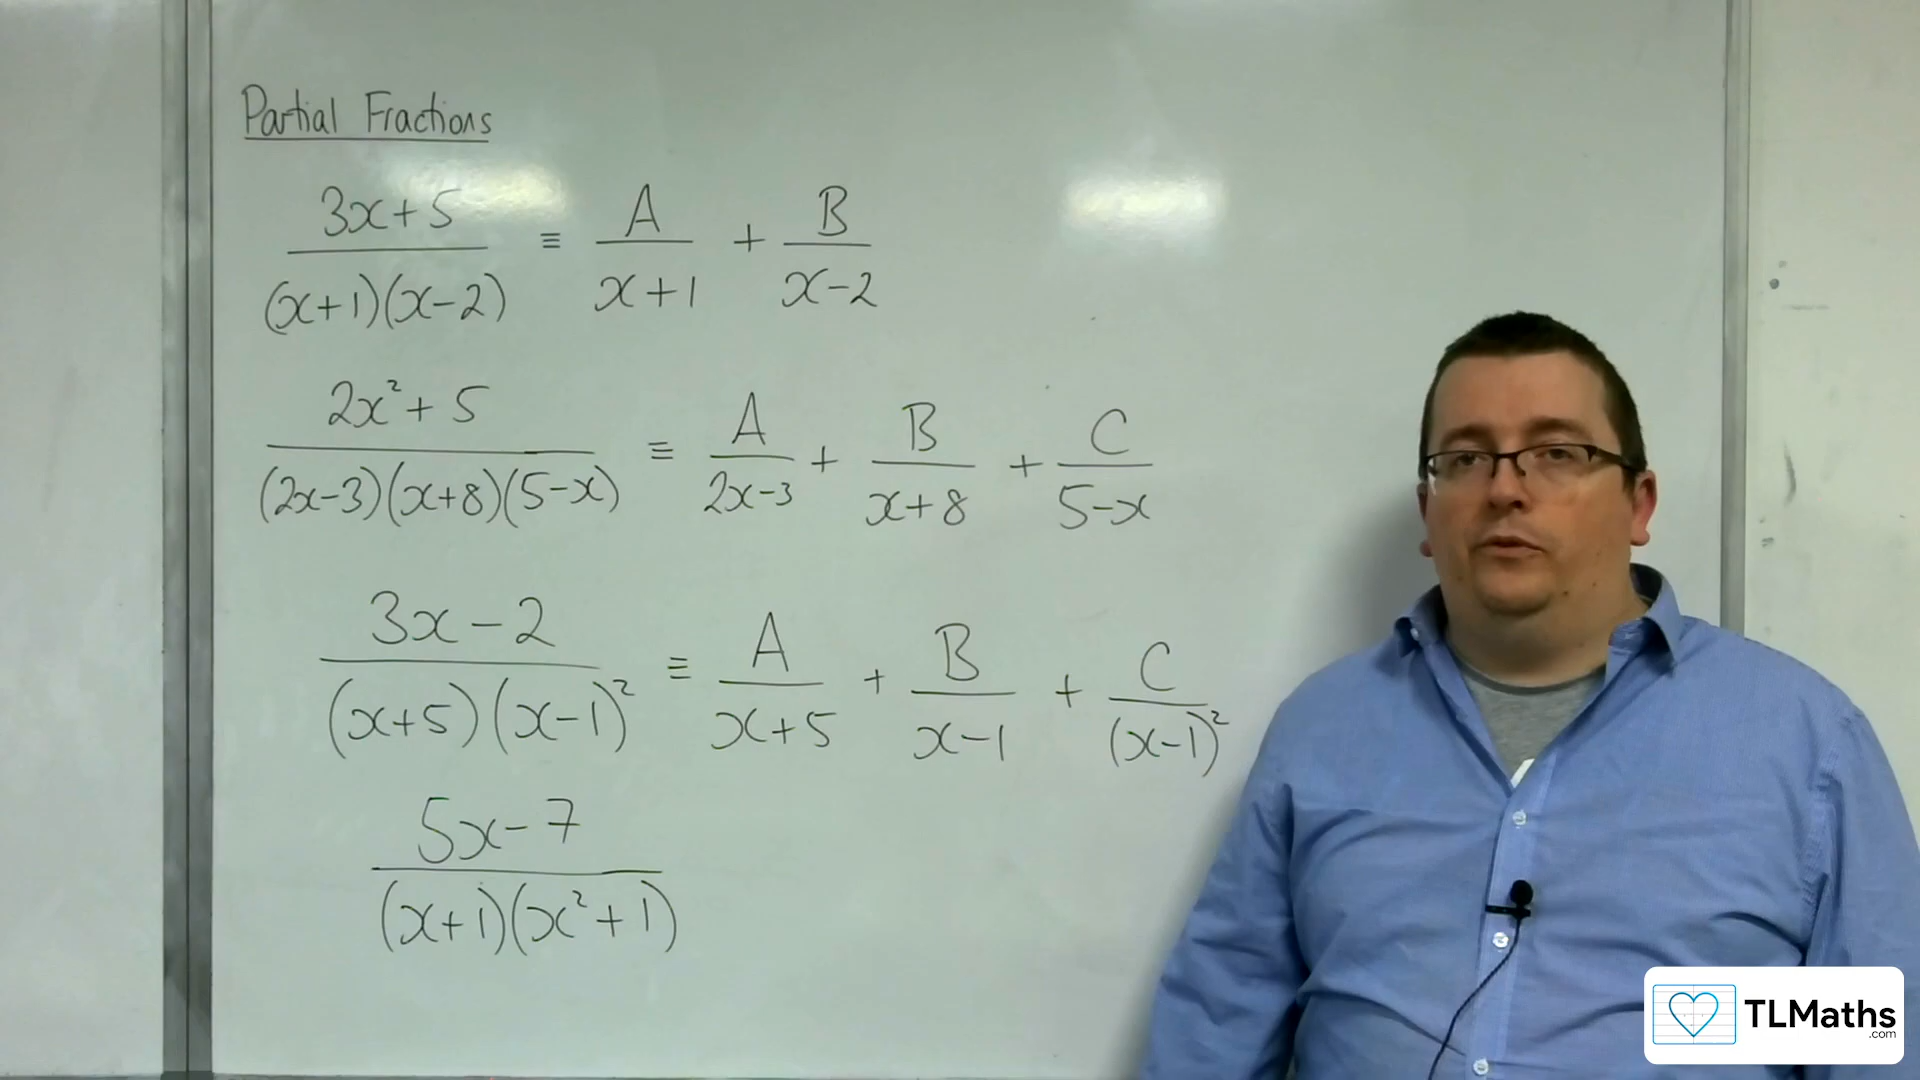 Partial Fractions
3x+5 / (x+1)(x-2) ≡ A / x+1 + B / x-2
2x²+5 / (2x-3)(x+8)(5-x) ≡ A / 2x-3 + B / x+8 + C / 5-x
3x-2 / (x+5)(x-1)² ≡ A / x+5 + B / x-1 + C / (x-1)²
5x-7 / (x+1)(x²+1)
TLMaths
.com